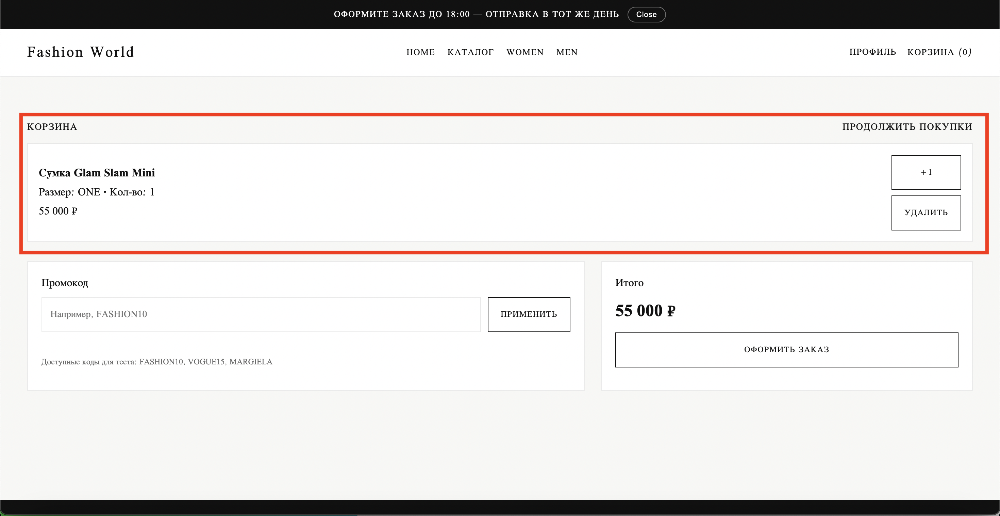 ОФОРМИТЕ ЗАКАЗ ДО 18:00 — ОТПРАВКА В ТОТ ЖЕ ДЕНЬ Close
Fashion World HOME КАТАЛОГ WOMEN MEN ПРОФИЛЬ КОРЗИНА (0)
КОРЗИНА ПРОДОЛЖИТЬ ПОКУПКИ
Сумка Glam Slam Mini
Размер: ONE • Кол-во: 1
55 000 ₽
+ 1
УДАЛИТЬ
Промокод
Например, FASHION10 ПРИМЕНИТЬ
Доступные коды для теста: FASHION10, VOGUE15, MARGIELA
Итого
55 000 ₽
ОФОРМИТЬ ЗАКАЗ